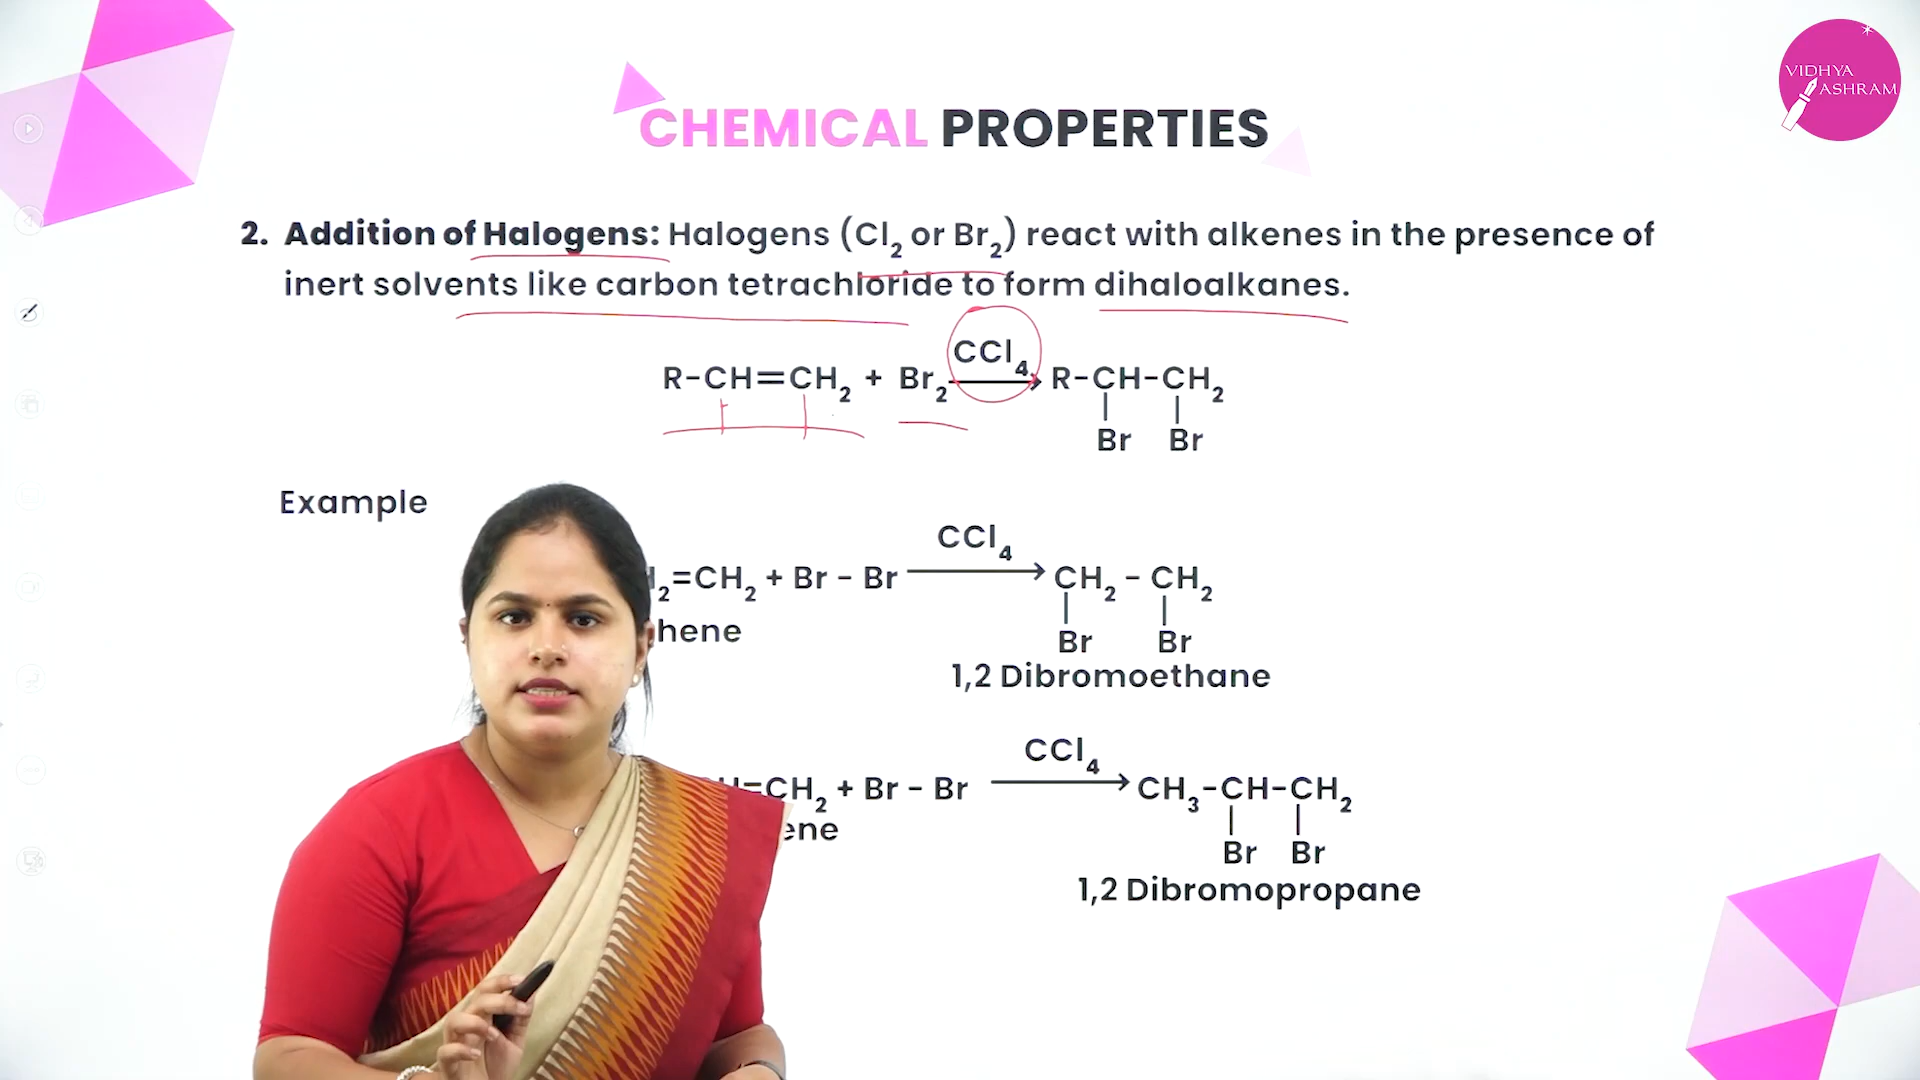 VIDHYA
ASHRAM
CHEMICAL PROPERTIES
2. Addition of Halogens: Halogens (Cl₂ or Br₂) react with alkenes in the presence of
inert solvents like carbon tetrachloride to form dihaloalkanes.
CCl₄
R-CH=CH₂ + Br₂ → R-CH-CH₂
Br Br
Example
CCl₄
₂=CH₂ + Br - Br → CH₂ - CH₂
hene
Br Br
1,2 Dibromoethane
CCl₄
=CH₂ + Br - Br → CH₃-CH-CH₂
ene
Br Br
1,2 Dibromopropane